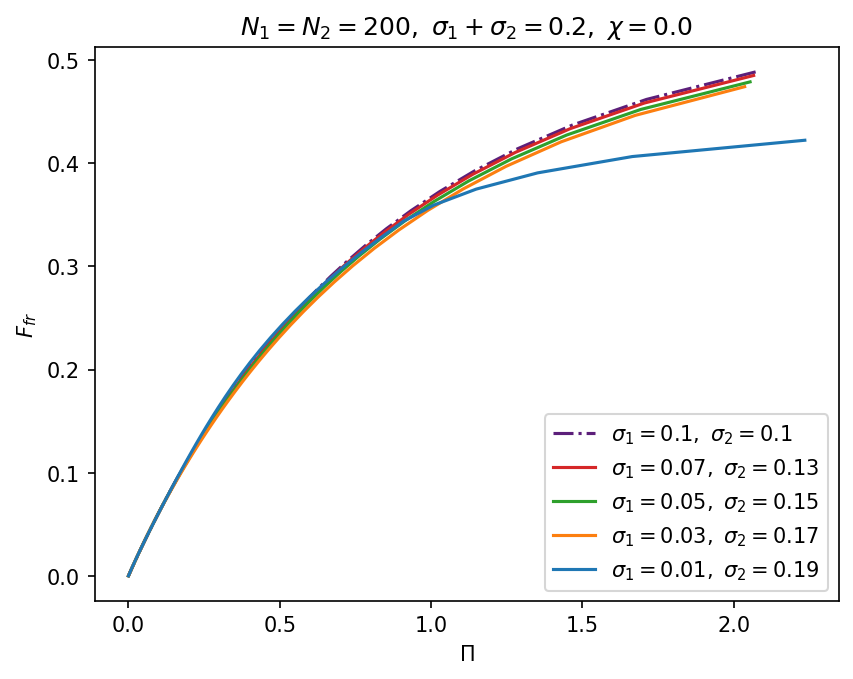 N₁ = N₂ = 200, σ₁ + σ₂ = 0.2, χ = 0.0
0.5
0.4
0.3
0.2
0.1
0.0
F_fr
0.0 0.5 1.0 1.5 2.0
Π
σ₁ = 0.1, σ₂ = 0.1
σ₁ = 0.07, σ₂ = 0.13
σ₁ = 0.05, σ₂ = 0.15
σ₁ = 0.03, σ₂ = 0.17
σ₁ = 0.01, σ₂ = 0.19